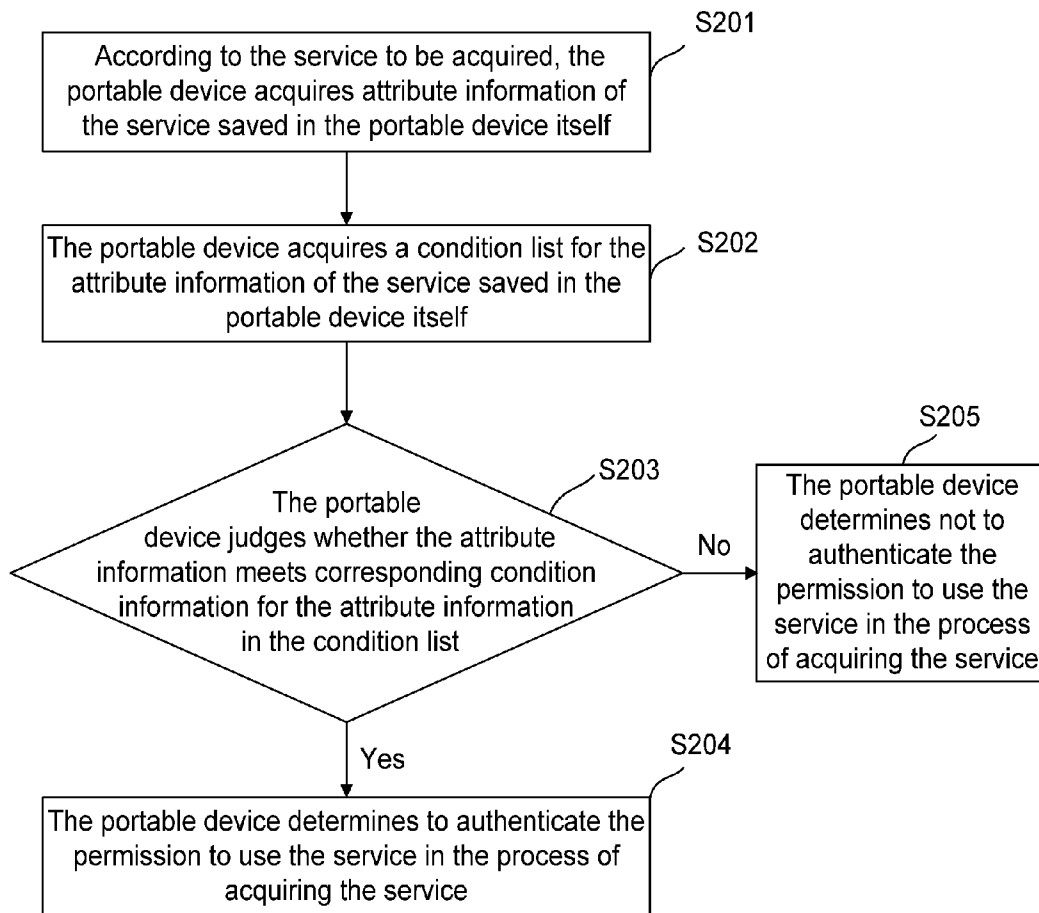 S201
According to the service to be acquired, the
portable device acquires attribute information of
the service saved in the portable device itself
S202
The portable device acquires a condition list for the
attribute information of the service saved in the
portable device itself
S203
The portable
device judges whether the attribute
information meets corresponding condition
information for the attribute information
in the condition list
No
S205
The portable device
determines not to
authenticate the
permission to use the
service in the process
of acquiring the service
Yes
S204
The portable device determines to authenticate the
permission to use the service in the process of
acquiring the service